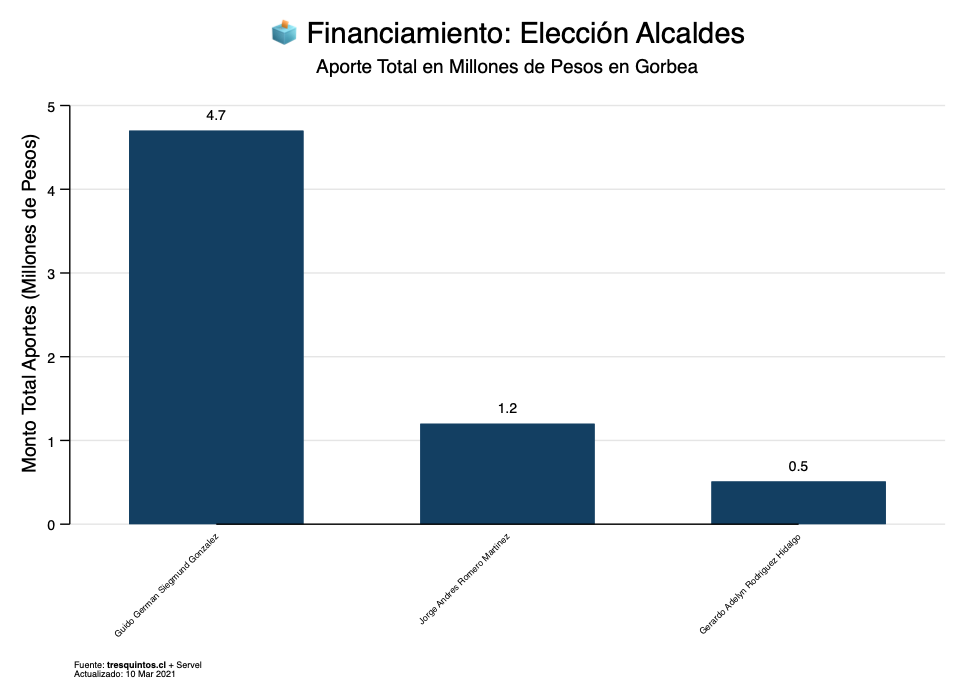 Financiamiento: Elección Alcaldes
Aporte Total en Millones de Pesos en Gorbea
Monto Total Aportes (Millones de Pesos)
5
4
3
2
1
0
4.7
1.2
0.5
Guido German Siegmund Gonzalez
Jorge Andres Romero Martinez
Gerardo Adelyn Rodriguez Hidalgo
Fuente: tresquintos.cl + Servel
Actualizado: 10 Mar 2021